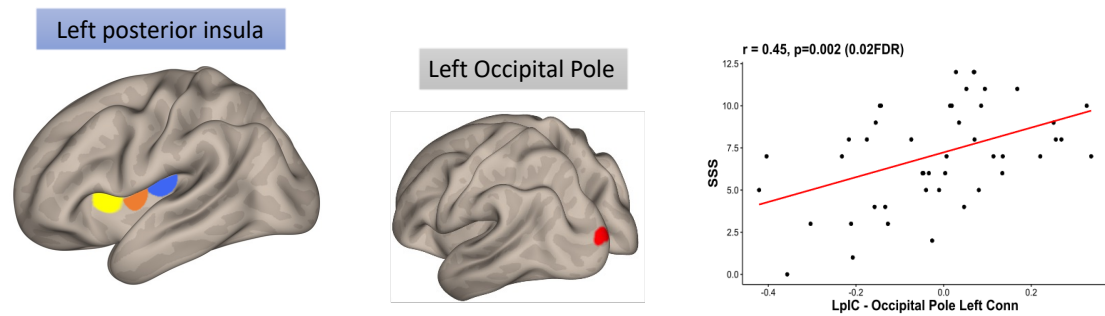 Left posterior insula
Left Occipital Pole
r = 0.45, p=0.002 (0.02FDR)
12.5
10.0
7.5
5.0
2.5
0.0
SSS
-0.4
-0.2
0.0
0.2
LpIC - Occipital Pole Left Conn